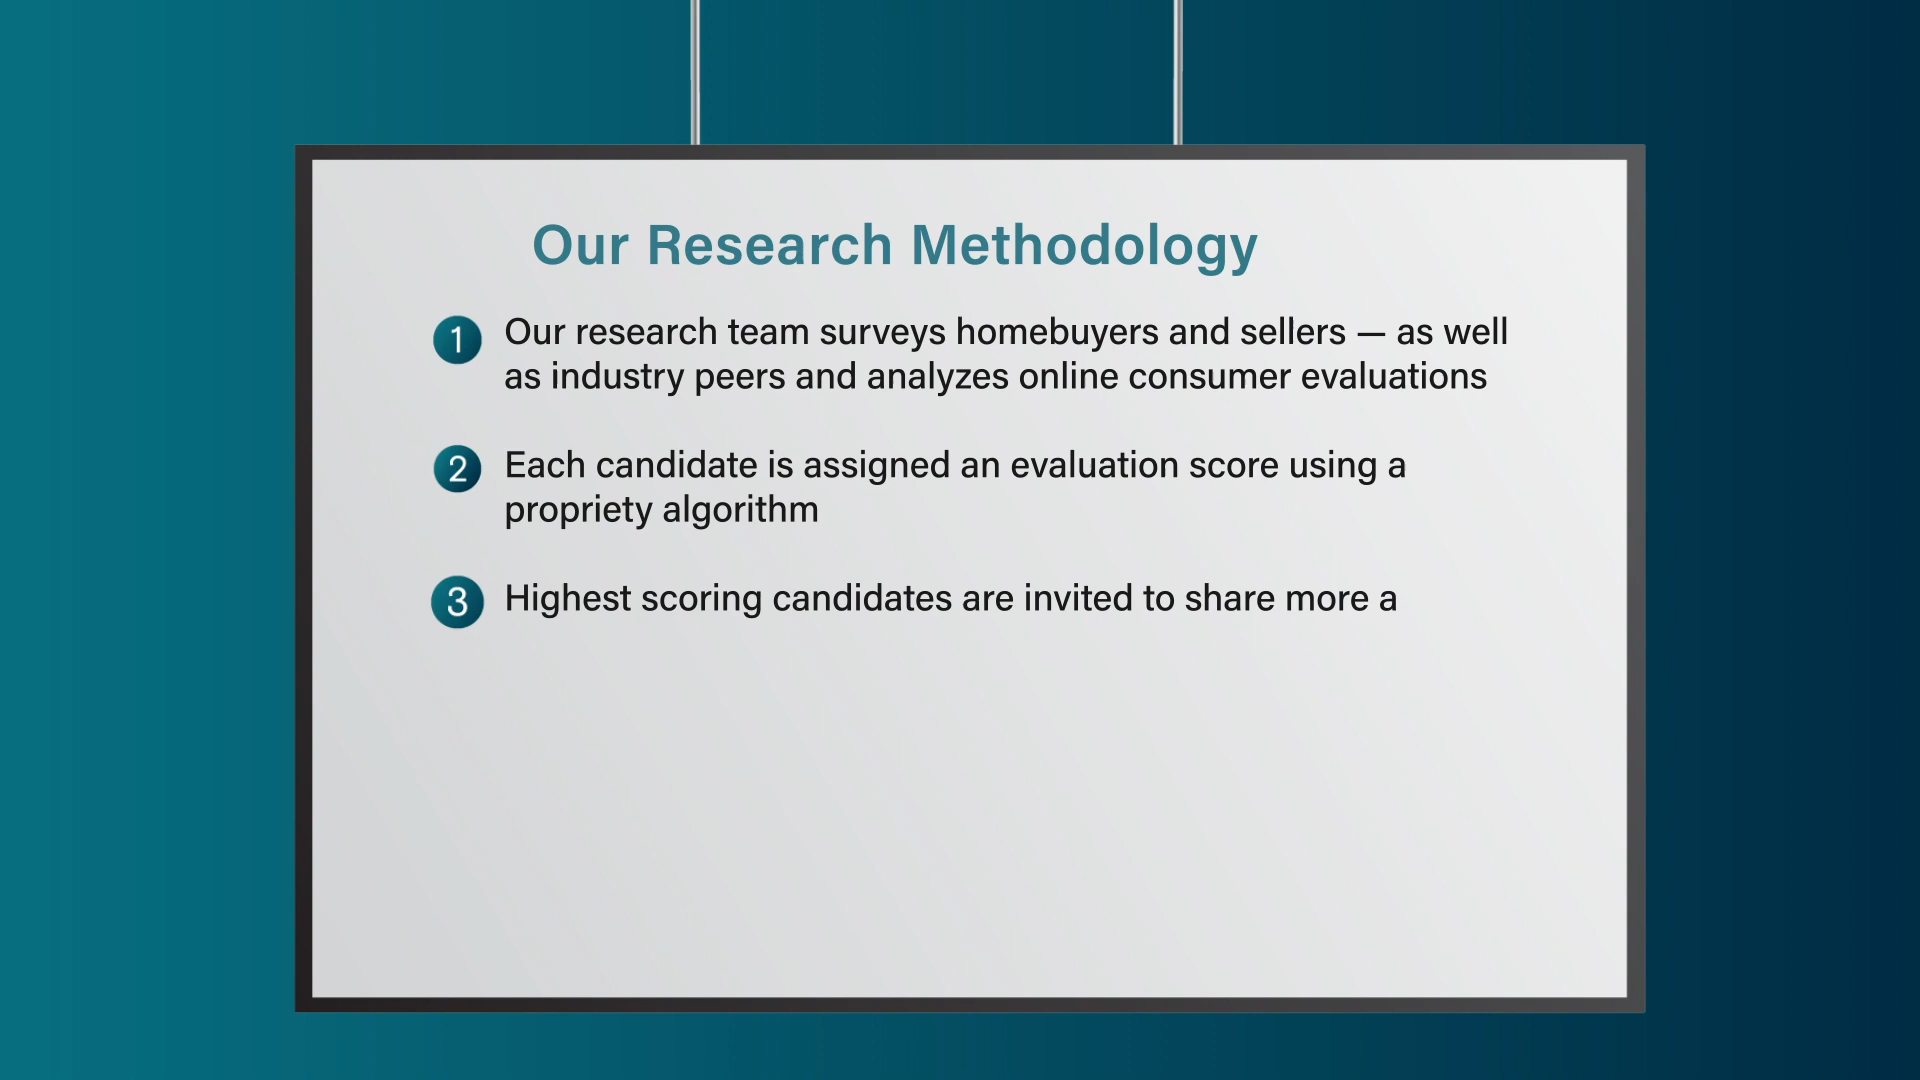 Our Research Methodology
1 Our research team surveys homebuyers and sellers — as well
as industry peers and analyzes online consumer evaluations
2 Each candidate is assigned an evaluation score using a
propriety algorithm
3 Highest scoring candidates are invited to share more a